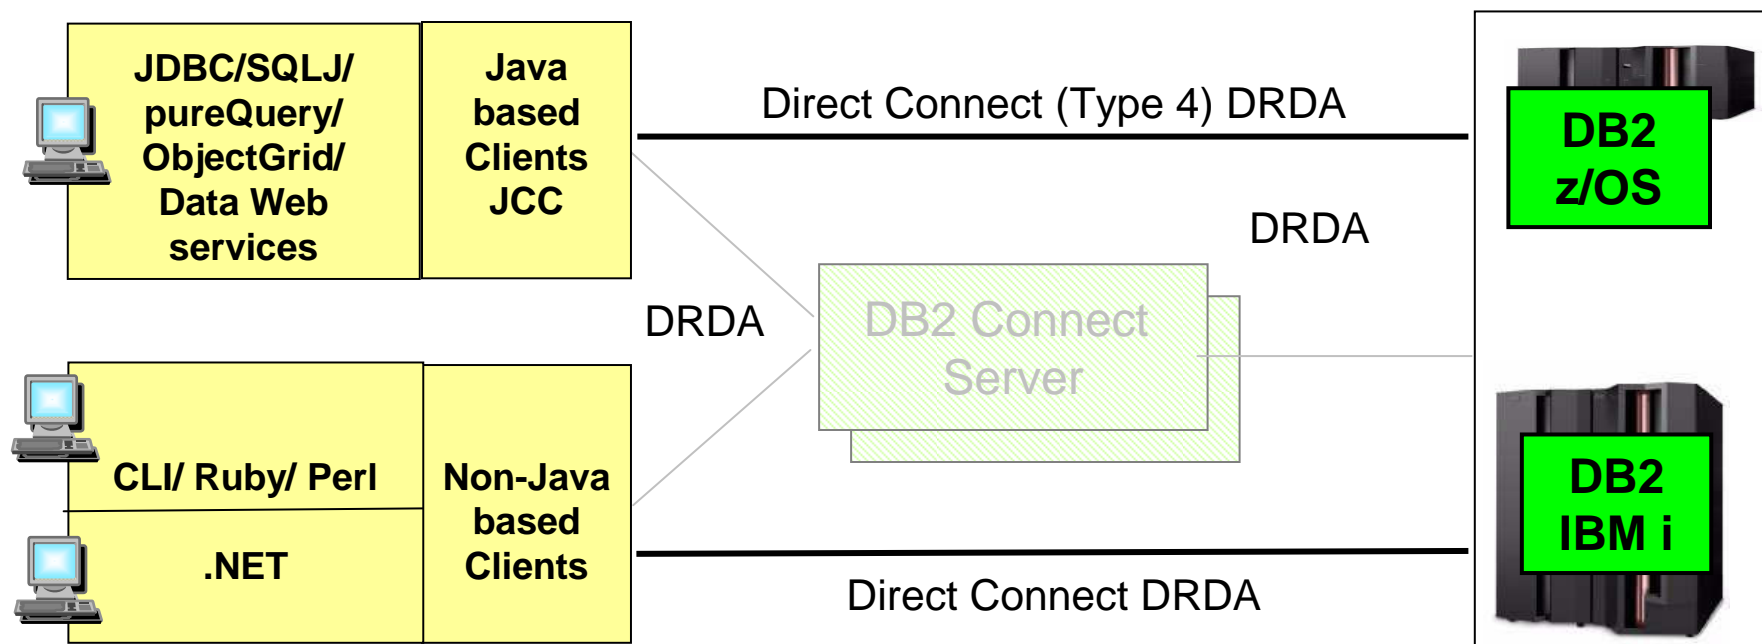 JDBC/SQLJ/
pureQuery/
ObjectGrid/
Data Web
services
Java
based
Clients
JCC
Direct Connect (Type 4) DRDA
DB2
z/OS
DRDA
DRDA
DB2 Connect
Server
CLI/ Ruby/ Perl
.NET
Non-Java
based
Clients
Direct Connect DRDA
DB2
IBM i